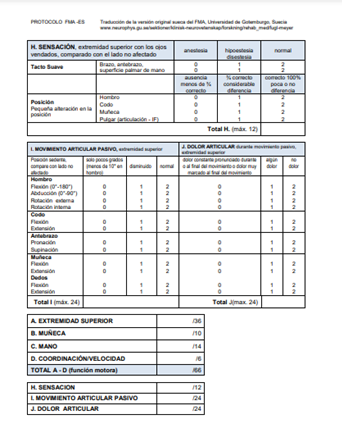 PROTOCOLO FMA-ES Traducción de la versión original sueca del FMA, Universidad de Gotemburgo, Suecia
www.neurophys.gu.se/sektioner/klinisk-neurovetenskap/forskning/rehab_med/fugl-meyer
H. SENSACIÓN, extremidad superior con los ojos vendados, comparado con el lado no afectado anestesia hipoestesia disestesia normal
Tacto Suave Brazo, antebrazo, 0 1 2
superficie palmar de mano 0 1 2
ausencia menos de ¾ correcto ¾ correcto considerable diferencia correcto 100% poca o no diferencia
Posición
Pequeña alteración en la posición
Hombro 0 1 2
Codo 0 1 2
Muñeca 0 1 2
Pulgar (articulación - IF) 0 1 2
Total H. (máx. 12)
I. MOVIMIENTO ARTICULAR PASIVO, extremidad superior J. DOLOR ARTICULAR durante movimiento pasivo, extremidad superior
Posición sedente, compare con lado no afectado solo pocos grados (menos de 10° en hombro) disminuido normal dolor constante pronunciado durante o al final del movimiento o dolor muy marcado al final del movimiento algún dolor no dolor
Hombro
Flexión (0°-180°) 0 1 2 0 1 2
Abducción (0°-90°) 0 1 2 0 1 2
Rotación externa 0 1 2 0 1 2
Rotación interna 0 1 2 0 1 2
Codo
Flexión 0 1 2 0 1 2
Extensión 0 1 2 0 1 2
Antebrazo
Pronación 0 1 2 0 1 2
Supinación 0 1 2 0 1 2
Muñeca
Flexión 0 1 2 0 1 2
Extensión 0 1 2 0 1 2
Dedos
Flexión 0 1 2 0 1 2
Extensión 0 1 2 0 1 2
Total I (máx. 24) Total J(max. 24)
A. EXTREMIDAD SUPERIOR /36
B. MUÑECA /10
C. MANO /14
D. COORDINACIÓN/VELOCIDAD /6
TOTAL A - D (función motora) /66
H. SENSACION /12
I. MOVIMIENTO ARTICULAR PASIVO /24
J. DOLOR ARTICULAR /24